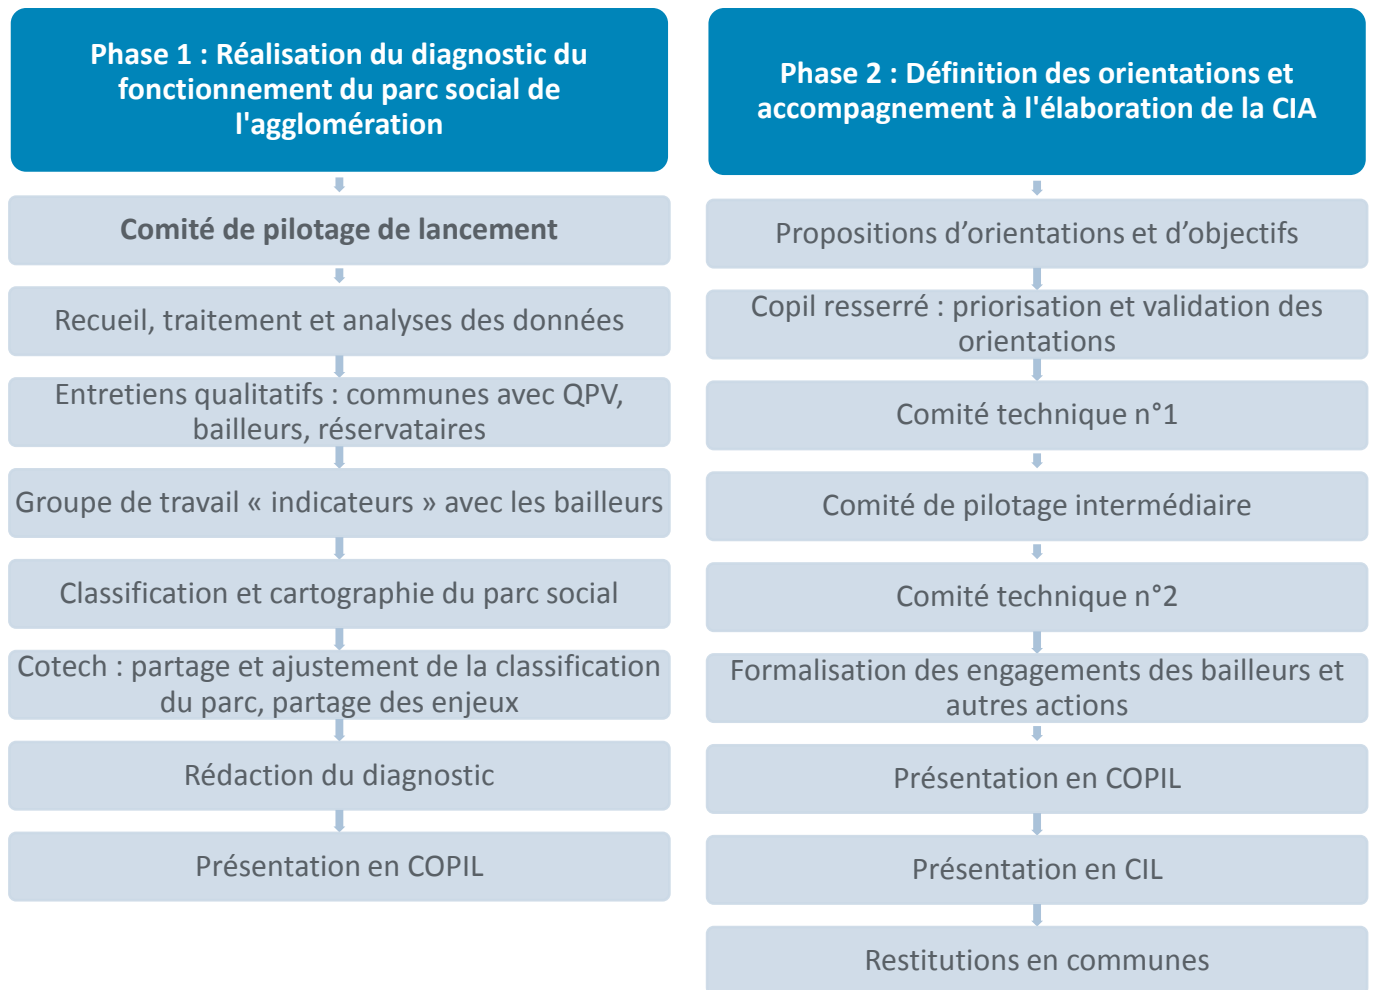 Phase 1 : Réalisation du diagnostic du
fonctionnement du parc social de
l'agglomération
Comité de pilotage de lancement
Recueil, traitement et analyses des données
Entretiens qualitatifs : communes avec QPV,
bailleurs, réservataires
Groupe de travail « indicateurs » avec les bailleurs
Classification et cartographie du parc social
Cotech : partage et ajustement de la classification
du parc, partage des enjeux
Rédaction du diagnostic
Présentation en COPIL
Phase 2 : Définition des orientations et
accompagnement à l'élaboration de la CIA
Propositions d’orientations et d’objectifs
Copil resserré : priorisation et validation des
orientations
Comité technique n°1
Comité de pilotage intermédiaire
Comité technique n°2
Formalisation des engagements des bailleurs et
autres actions
Présentation en COPIL
Présentation en CIL
Restitutions en communes